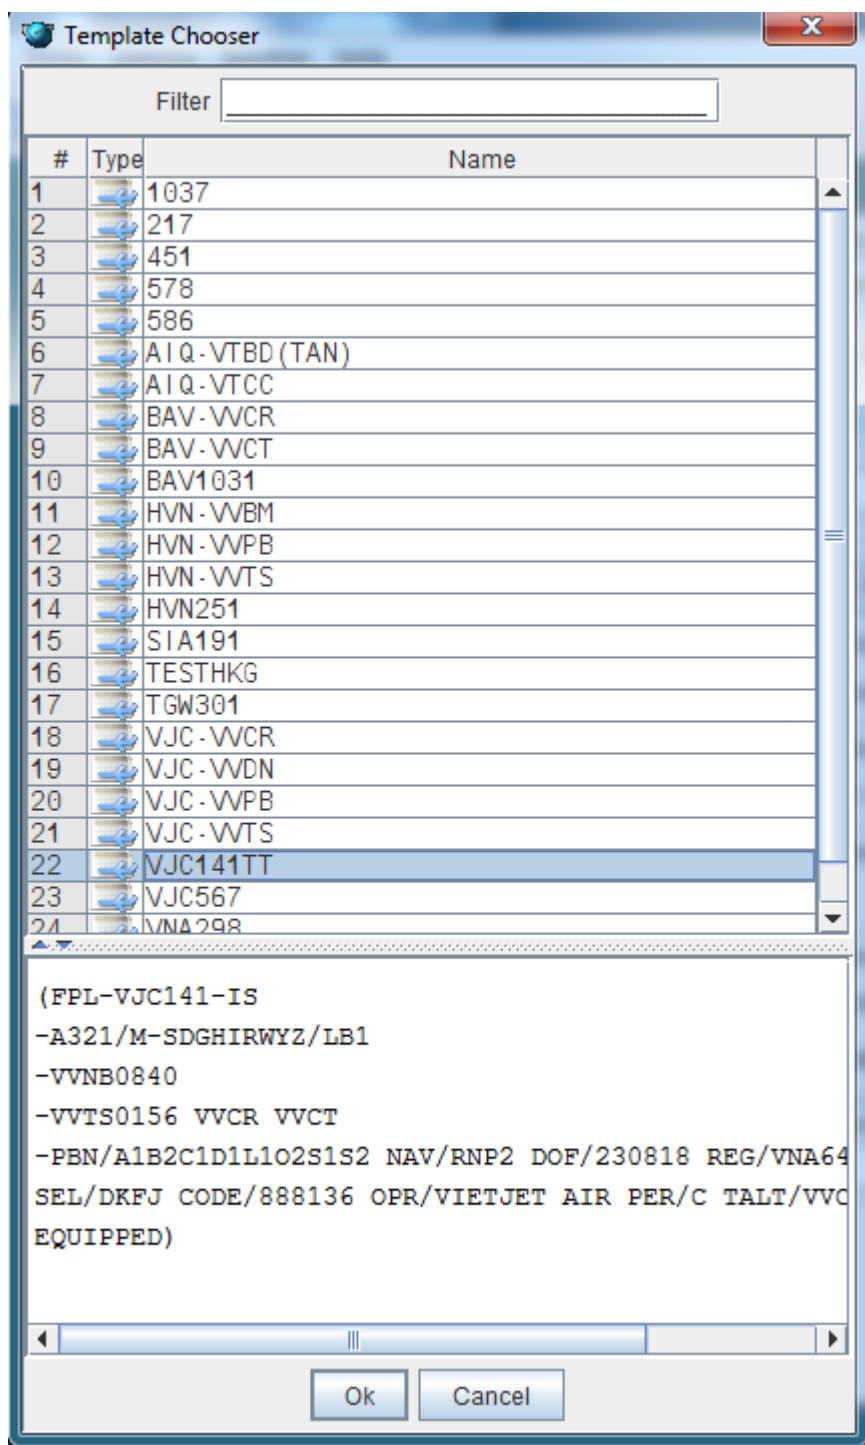 Template Chooser
Filter
# Type Name
1 1037
2 217
3 451
4 578
5 586
6 AIQ-VTBD(TAN)
7 AIQ-VTCC
8 BAV-VVCR
9 BAV-VVCT
10 BAV1031
11 HVN-VVBM
12 HVN-VVPB
13 HVN-VVTS
14 HVN251
15 SIA191
16 TESTHKG
17 TGW301
18 VJC-VVCR
19 VJC-VVDN
20 VJC-VVPB
21 VJC-VVTS
22 VJC141TT
23 VJC567
24 VNA298
(FPL-VJC141-IS
-A321/M-SDGHIRWYZ/LB1
-VVNB0840
-VVTS0156 VVCR VVCT
-PBN/A1B2C1D1L1O2S1S2 NAV/RNP2 DOF/230818 REG/VNA64
SEL/DKFJ CODE/888136 OPR/VIETJET AIR PER/C TALT/VVC
EQUIPPED)
Ok Cancel